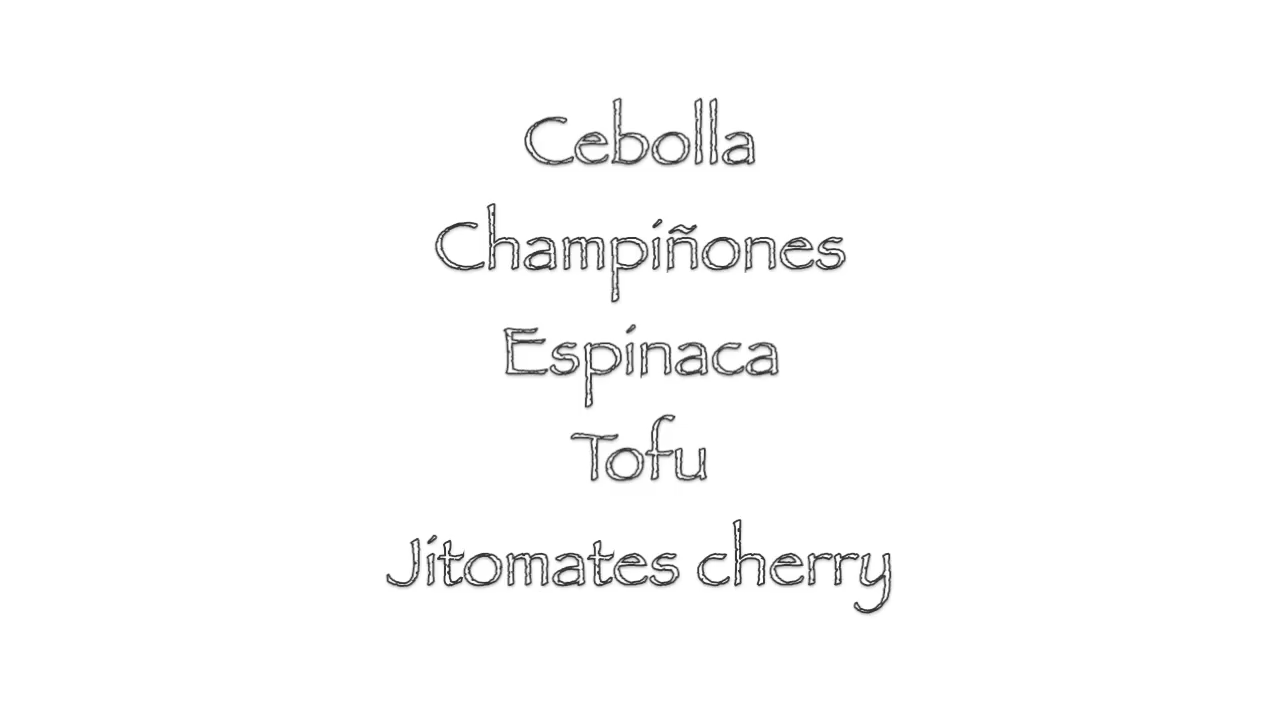 Cebolla
Champiñones
Espinaca
Tofu
Jitomates cherry